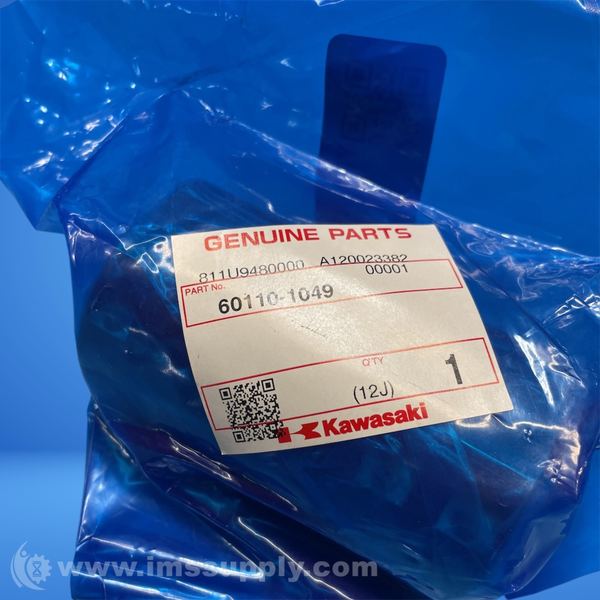 GENUINE PARTS
811U9480000 A120023382
00001
PART No.
60110-1049
Q'TY
1
(12J)
Kawasaki
www.imssupply.com